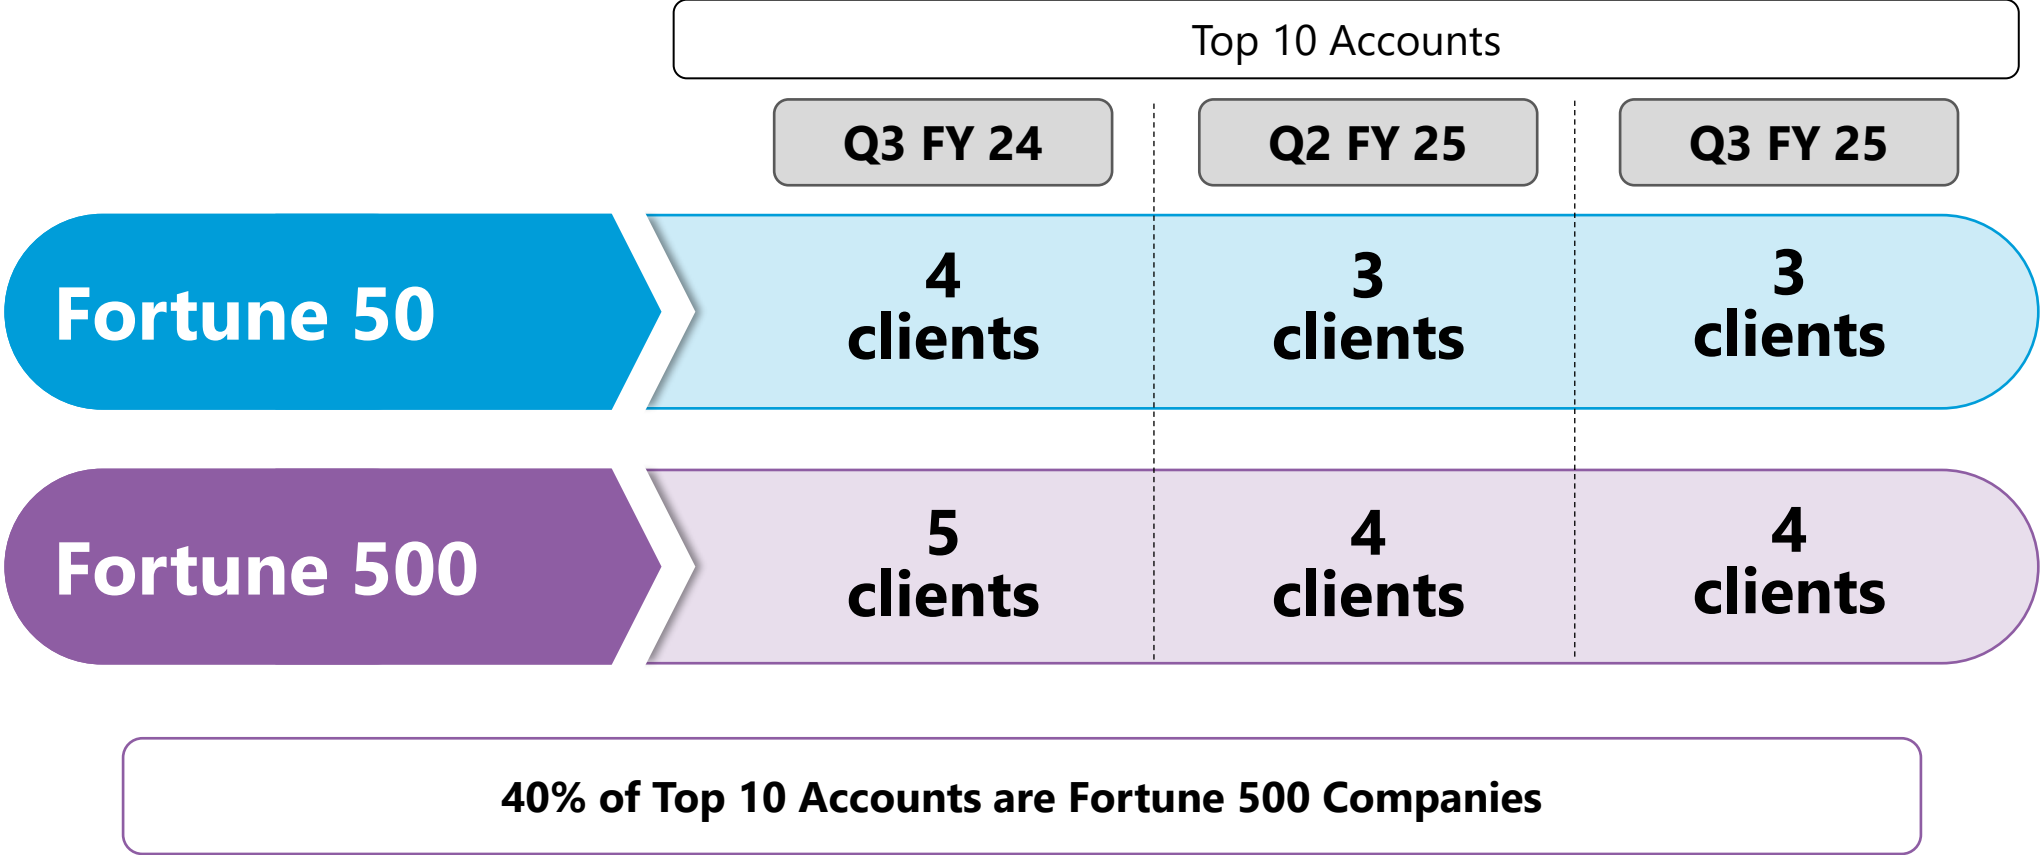 Top 10 Accounts
Q3 FY 24
Q2 FY 25
Q3 FY 25
Fortune 50
4
clients
3
clients
3
clients
Fortune 500
5
clients
4
clients
4
clients
40% of Top 10 Accounts are Fortune 500 Companies